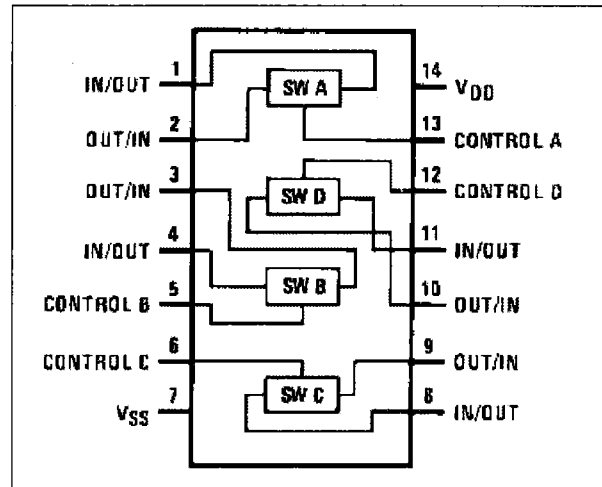 1
IN/OUT
SW A
14
VDD
2
OUT/IN
13
CONTROL A
3
OUT/IN
12
CONTROL D
SW D
4
IN/OUT
11
IN/OUT
SW B
5
CONTROL B
10
OUT/IN
6
CONTROL C
9
OUT/IN
SW C
7
VSS
8
IN/OUT